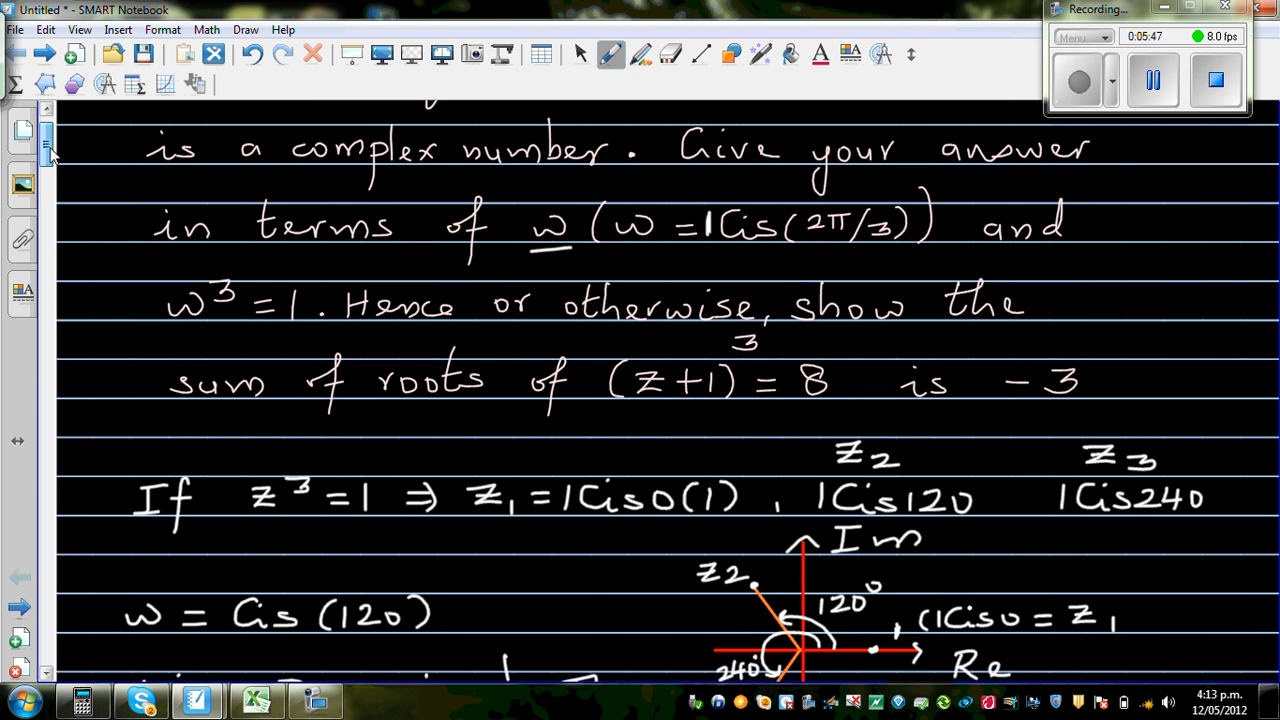 Untitled * - SMART Notebook
Recording...
File Edit View Insert Format Math Draw Help
Menu 0:05:47 8.0 fps
is a complex number. Give your answer
in terms of w (w = 1Cis(2π/3)) and
w³ = 1. Hence or otherwise, show the
sum of roots of (z+1)³ = 8 is -3
z2 z3
If z³ = 1 ⇒ z₁ = 1Cis0(1), 1Cis120 1Cis240
Im
z2
120°
w = Cis(120)
(1Cis0 = z₁
240°
Re
4:13 p.m.
12/05/2012